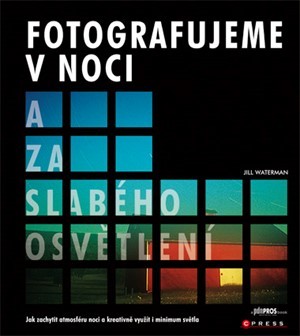 FOTOGRAFUJEME
V NOCI
A
ZA
JILL WATERMAN
SLABÉHO
OSVĚTLENÍ
Jak zachytit atmosféru noci a kreativně využít i minimum světla
CPRESS